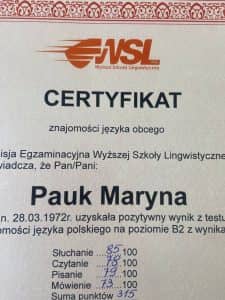 WSL
Wyższa Szkoła Lingwistyczna
CERTYFIKAT
znajomości języka obcego
isja Egzaminacyjna Wyższej Szkoły Lingwistyczne
wiadcza, że Pan/Pani:
Pauk Maryna
n. 28.03.1972r. uzyskała pozytywny wynik z testu
omości języka polskiego na poziomie B2 z wynika
Słuchanie 85/100
Czytanie 78/100
Pisanie 79/100
Mówienie 73/100
Suma punktów 315